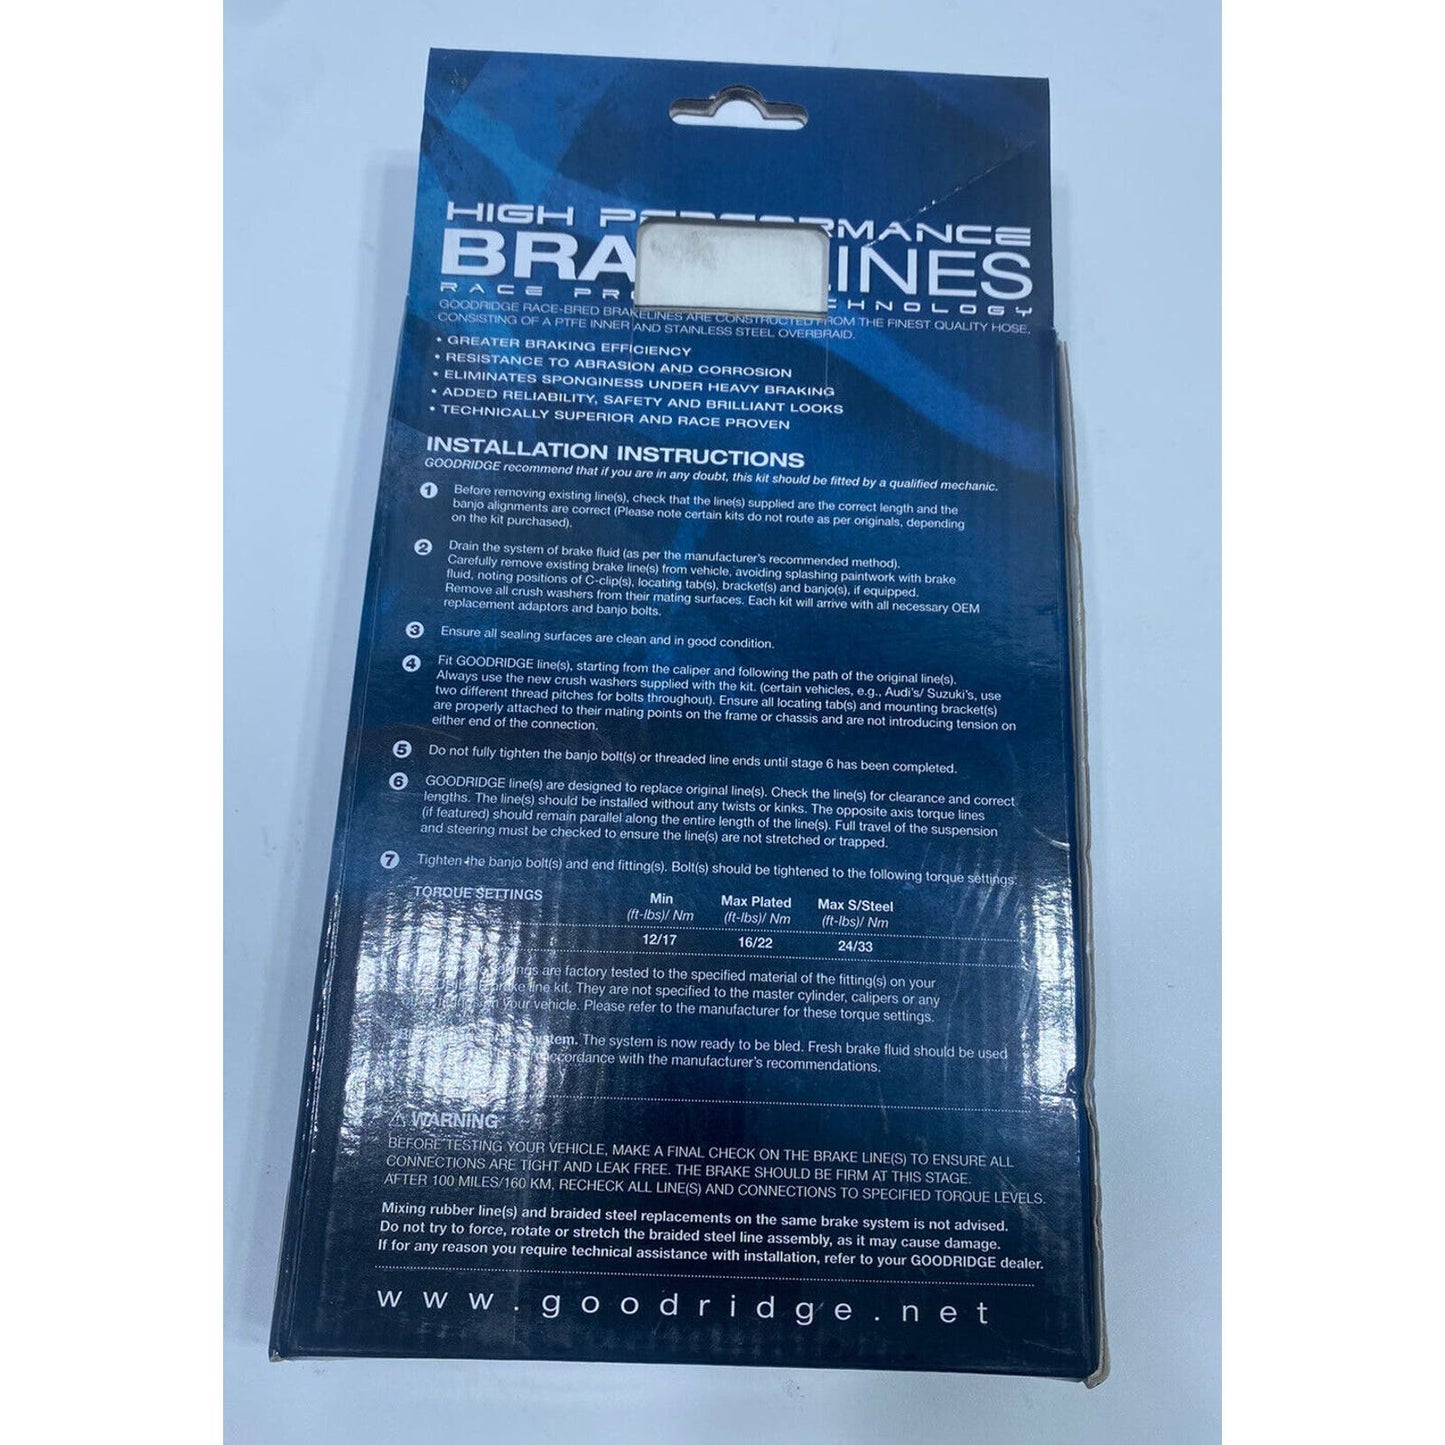 HIGH PERFORMANCE
BRA INES
RACE PRO CHNOLOGY
GOODRIDGE RACE-BRED BRAKELINES ARE CONSTRUCTED FROM THE FINEST QUALITY HOSE,
CONSISTING OF A PTFE INNER AND STAINLESS STEEL OVERBRAID.
• GREATER BRAKING EFFICIENCY
• RESISTANCE TO ABRASION AND CORROSION
• ELIMINATES SPONGINESS UNDER HEAVY BRAKING
• ADDED RELIABILITY, SAFETY AND BRILLIANT LOOKS
• TECHNICALLY SUPERIOR AND RACE PROVEN
INSTALLATION INSTRUCTIONS
GOODRIDGE recommend that if you are in any doubt, this kit should be fitted by a qualified mechanic.
1 Before removing existing line(s), check that the line(s) supplied are the correct length and the
banjo alignments are correct (Please note certain kits do not route as per originals, depending
on the kit purchased).
2 Drain the system of brake fluid (as per the manufacturer's recommended method).
Carefully remove existing brake line(s) from vehicle, avoiding splashing paintwork with brake
fluid, noting positions of C-clip(s), locating tab(s), bracket(s) and banjo(s), if equipped.
Remove all crush washers from their mating surfaces. Each kit will arrive with all necessary OEM
replacement adaptors and banjo bolts.
3 Ensure all sealing surfaces are clean and in good condition.
4 Fit GOODRIDGE line(s), starting from the caliper and following the path of the original line(s).
Always use the new crush washers supplied with the kit. (certain vehicles, e.g., Audi's/ Suzuki's, use
two different thread pitches for bolts throughout). Ensure all locating tab(s) and mounting bracket(s)
are properly attached to their mating points on the frame or chassis and are not introducing tension on
either end of the connection.
5 Do not fully tighten the banjo bolt(s) or threaded line ends until stage 6 has been completed.
6 GOODRIDGE line(s) are designed to replace original line(s). Check the line(s) for clearance and correct
lengths. The line(s) should be installed without any twists or kinks. The opposite axis torque lines
(if featured) should remain parallel along the entire length of the line(s). Full travel of the suspension
and steering must be checked to ensure the line(s) are not stretched or trapped.
7 Tighten the banjo bolt(s) and end fitting(s). Bolt(s) should be tightened to the following torque settings:
TORQUE SETTINGS Min Max Plated Max S/Steel
(ft-lbs)/ Nm (ft-lbs)/ Nm (ft-lbs)/ Nm
12/17 16/22 24/33
are factory tested to the specified material of the fitting(s) on your
line kit. They are not specified to the master cylinder, calipers or any
your vehicle. Please refer to the manufacturer for these torque settings.
system. The system is now ready to be bled. Fresh brake fluid should be used
accordance with the manufacturer's recommendations.
⚠ WARNING
BEFORE TESTING YOUR VEHICLE, MAKE A FINAL CHECK ON THE BRAKE LINE(S) TO ENSURE ALL
CONNECTIONS ARE TIGHT AND LEAK FREE. THE BRAKE SHOULD BE FIRM AT THIS STAGE.
AFTER 100 MILES/160 KM, RECHECK ALL LINE(S) AND CONNECTIONS TO SPECIFIED TORQUE LEVELS.
Mixing rubber line(s) and braided steel replacements on the same brake system is not advised.
Do not try to force, rotate or stretch the braided steel line assembly, as it may cause damage.
If for any reason you require technical assistance with installation, refer to your GOODRIDGE dealer.
www.goodridge.net